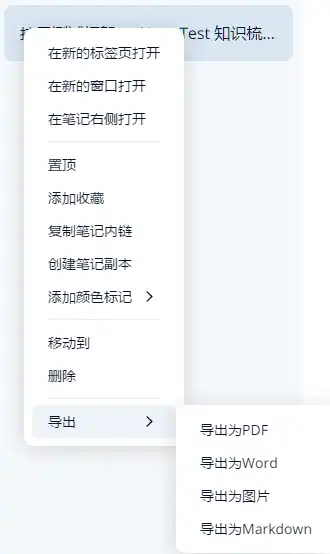 Test 知识梳...
在新的标签页打开
在新的窗口打开
在笔记右侧打开
置顶
添加收藏
复制笔记内链
创建笔记副本
添加颜色标记
移动到
删除
导出
导出为PDF
导出为Word
导出为图片
导出为Markdown